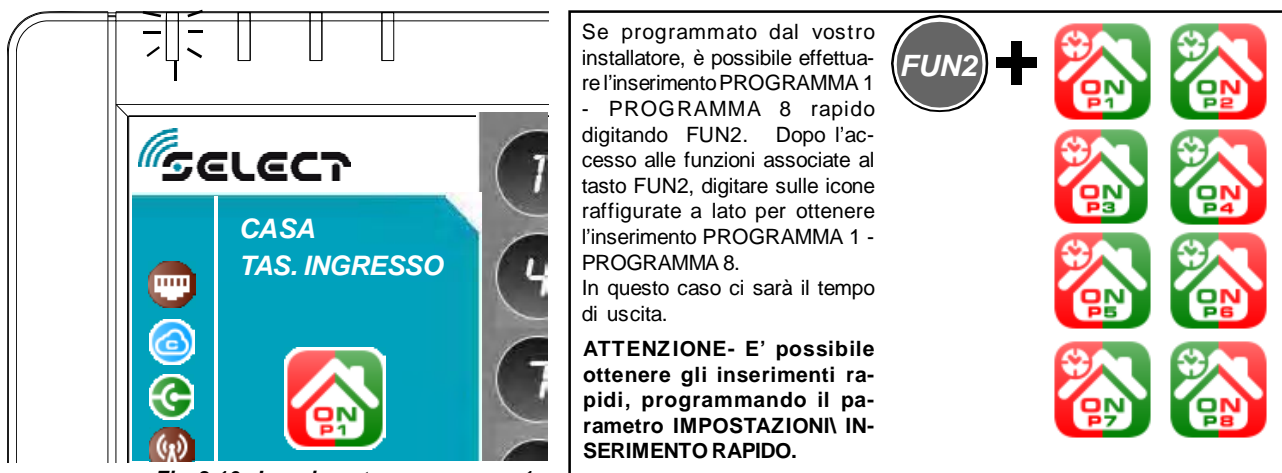 SELECT
CASA
TAS. INGRESSO
ON
P1
1
4
7
Se programmato dal vostro
installatore, è possibile effettua-
re l'inserimento PROGRAMMA 1
- PROGRAMMA 8 rapido
digitando FUN2. Dopo l'ac-
cesso alle funzioni associate al
tasto FUN2, digitare sulle icone
raffigurate a lato per ottenere
l'inserimento PROGRAMMA 1 -
PROGRAMMA 8.
In questo caso ci sarà il tempo
di uscita.
ATTENZIONE- E' possibile
ottenere gli inserimenti ra-
pidi, programmando il pa-
rametro IMPOSTAZIONI\ IN-
SERIMENTO RAPIDO.
FUN2 +
ON
P1
ON
P2
ON
P3
ON
P4
ON
P5
ON
P6
ON
P7
ON
P8